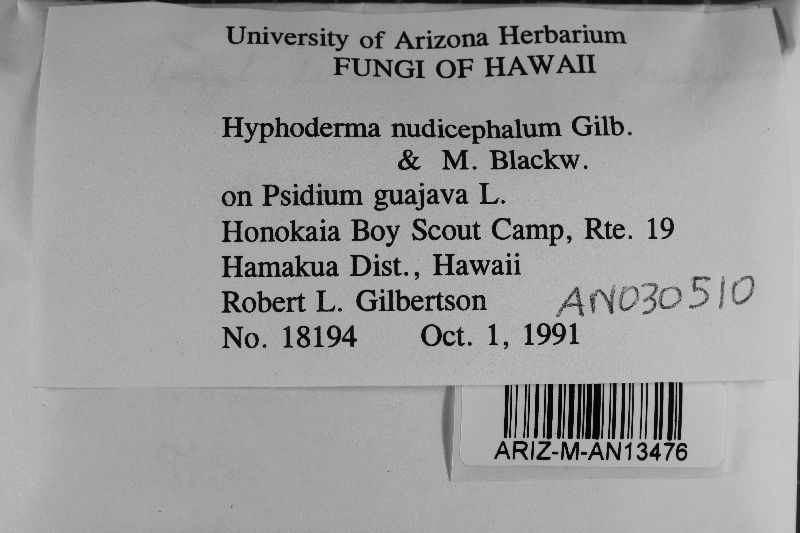 University of Arizona Herbarium
FUNGI OF HAWAII
Hyphoderma nudicephalum Gilb.
& M. Blackw.
on Psidium guajava L.
Honokaia Boy Scout Camp, Rte. 19
Hamakua Dist., Hawaii
Robert L. Gilbertson
AN030510
No. 18194 Oct. 1, 1991
ARIZ-M-AN13476